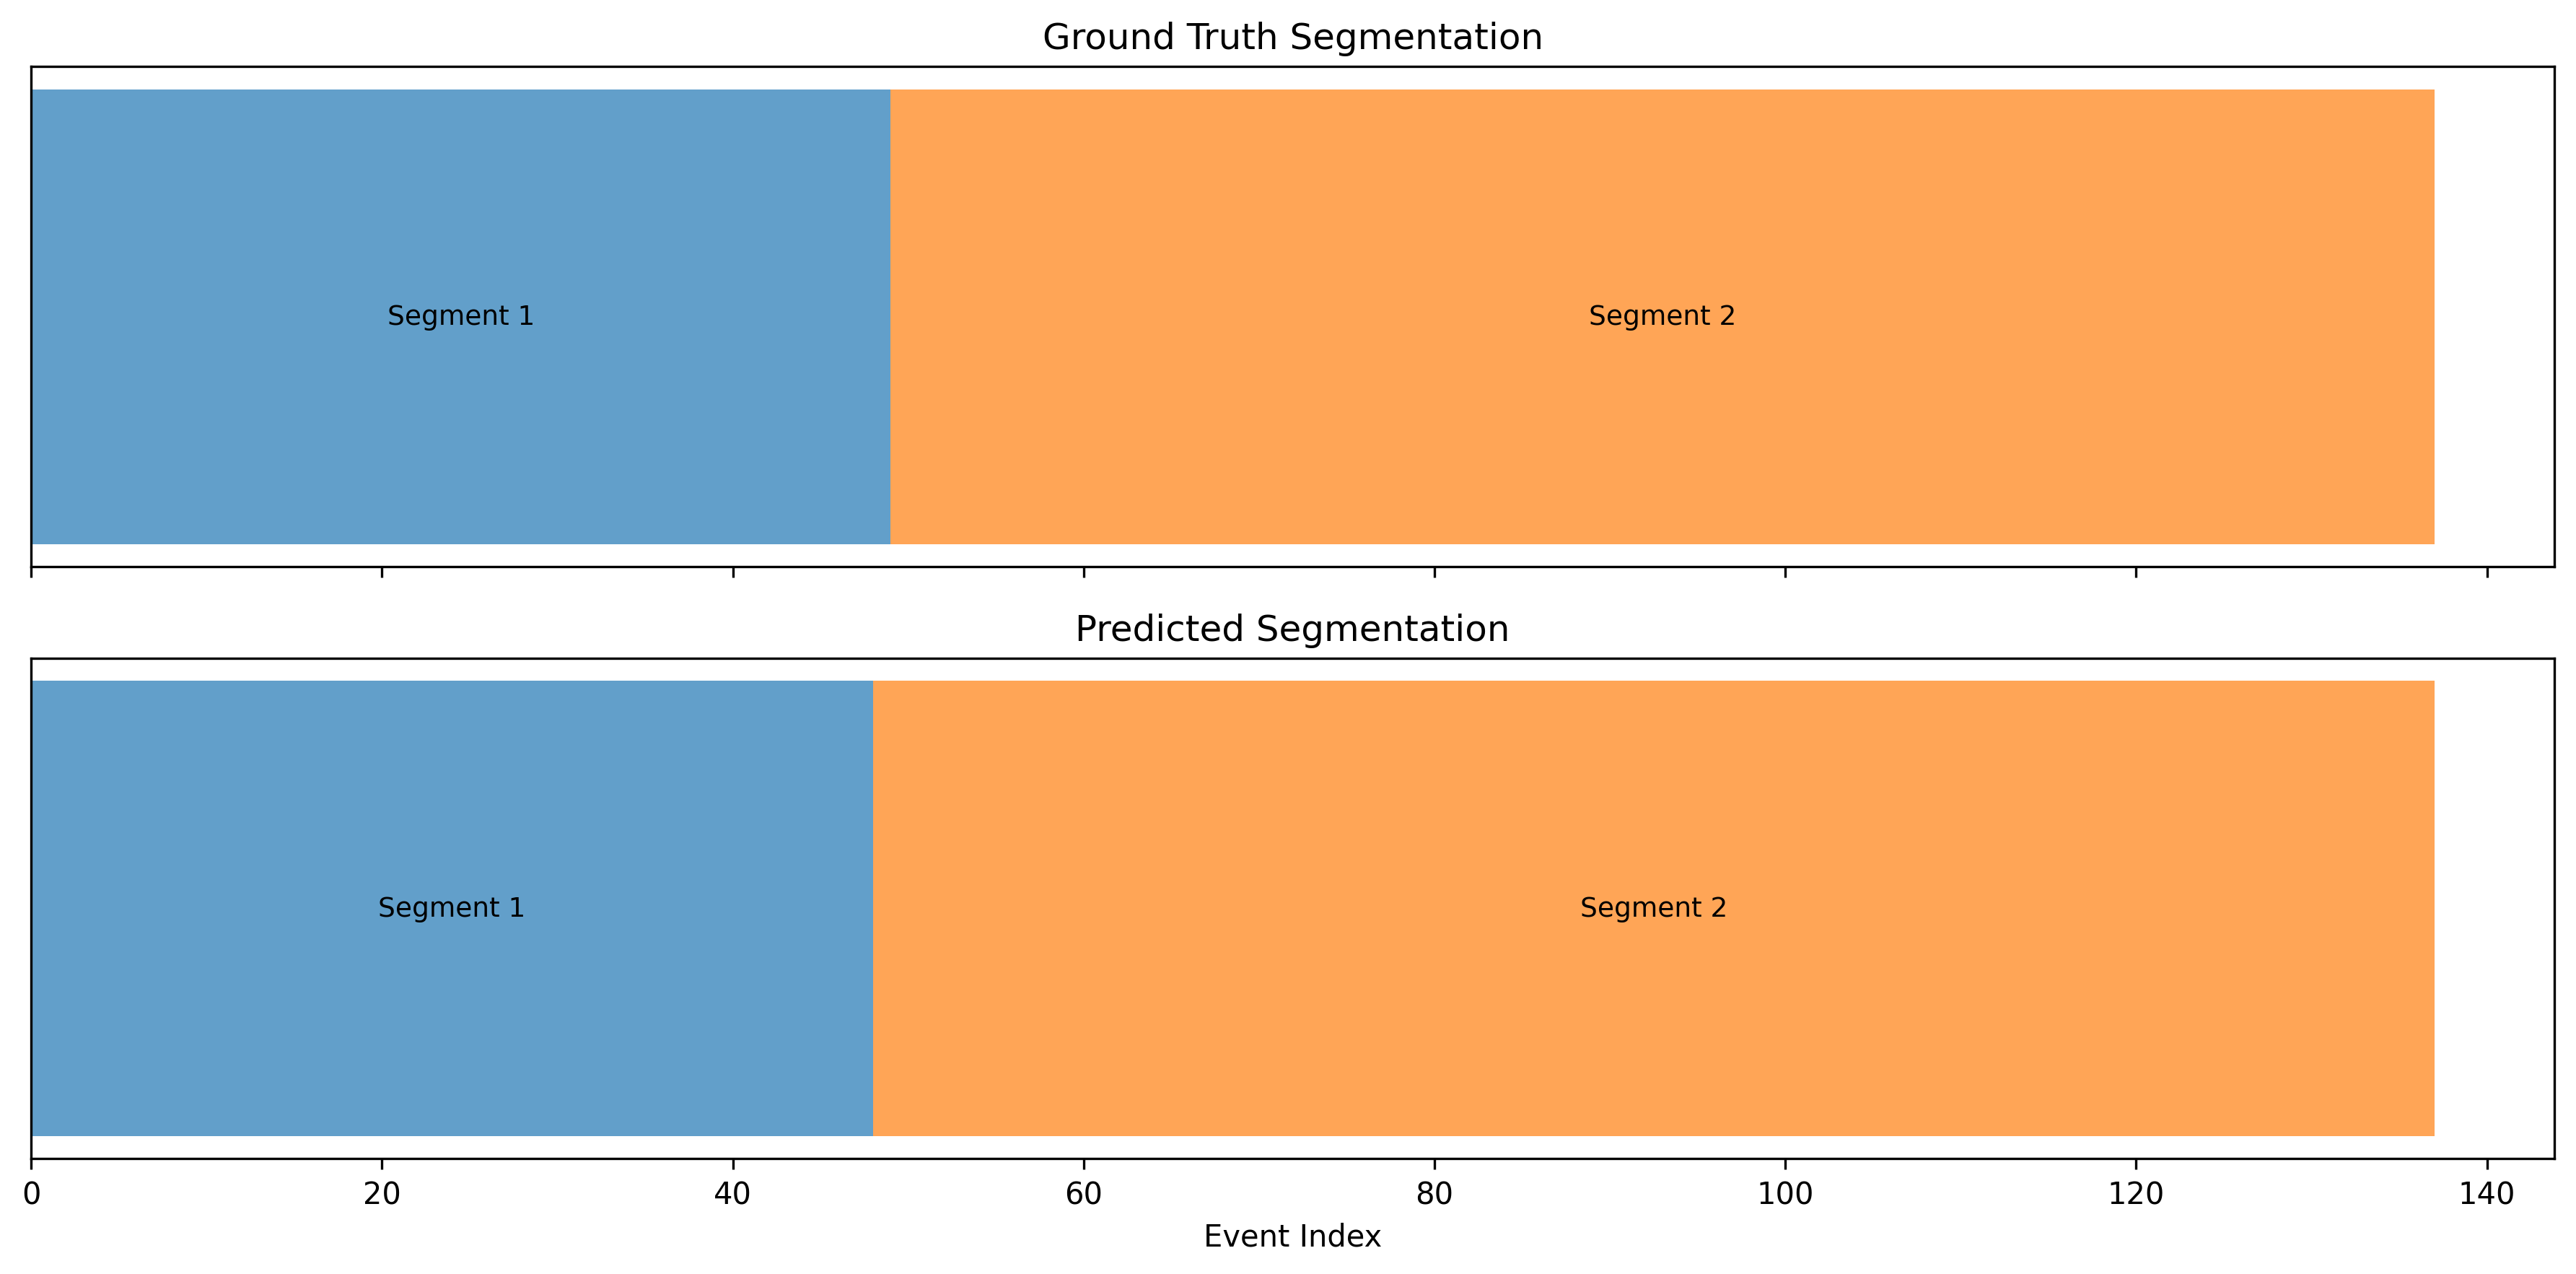 Ground Truth Segmentation
Segment 1
Segment 2
Predicted Segmentation
Segment 1
Segment 2
0 20 40 60 80 100 120 140
Event Index